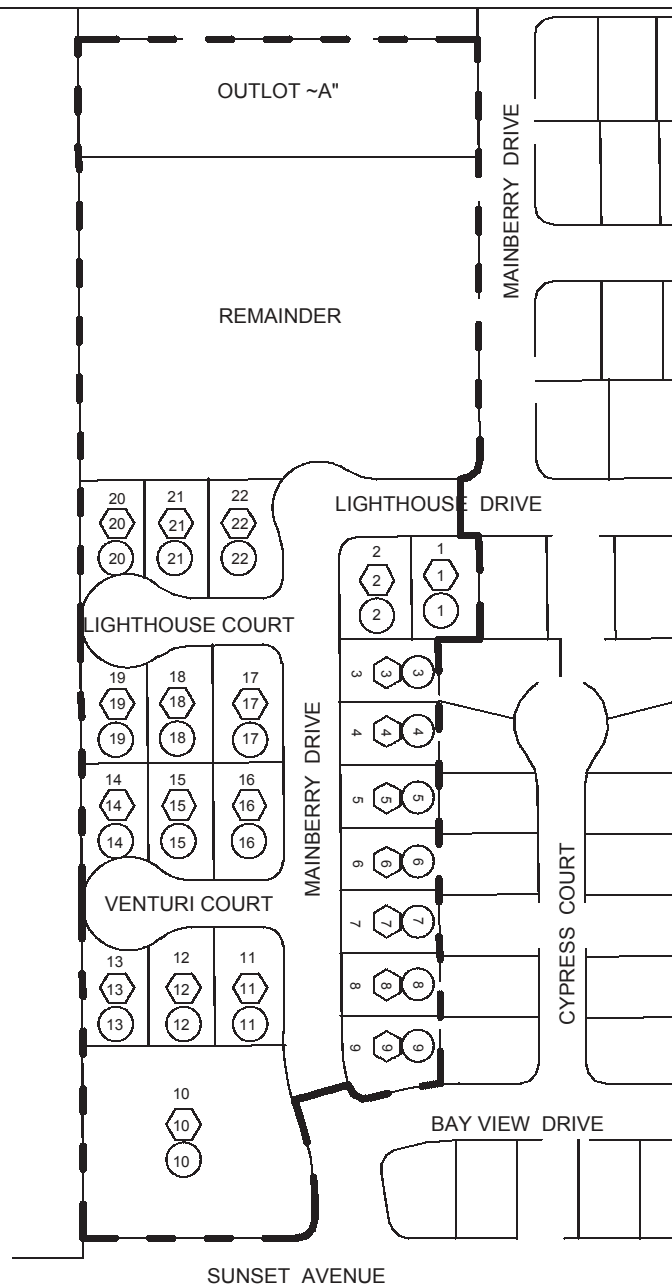 OUTLOT ~A"
MAINBERRY DRIVE
REMAINDER
20 21 22
20 21 22
20 21 22
LIGHTHOUSE DRIVE
2 1
2 1
2 1
LIGHTHOUSE COURT
19 18 17
19 18 17
19 18 17
3 3 3
4 4 4
5 5 5
6 6 6
7 7 7
8 8 8
9 9 9
MAINBERRY DRIVE
14 15 16
14 15 16
14 15 16
VENTURI COURT
CYPRESS COURT
13 12 11
13 12 11
13 12 11
10
10
10
BAY VIEW DRIVE
SUNSET AVENUE